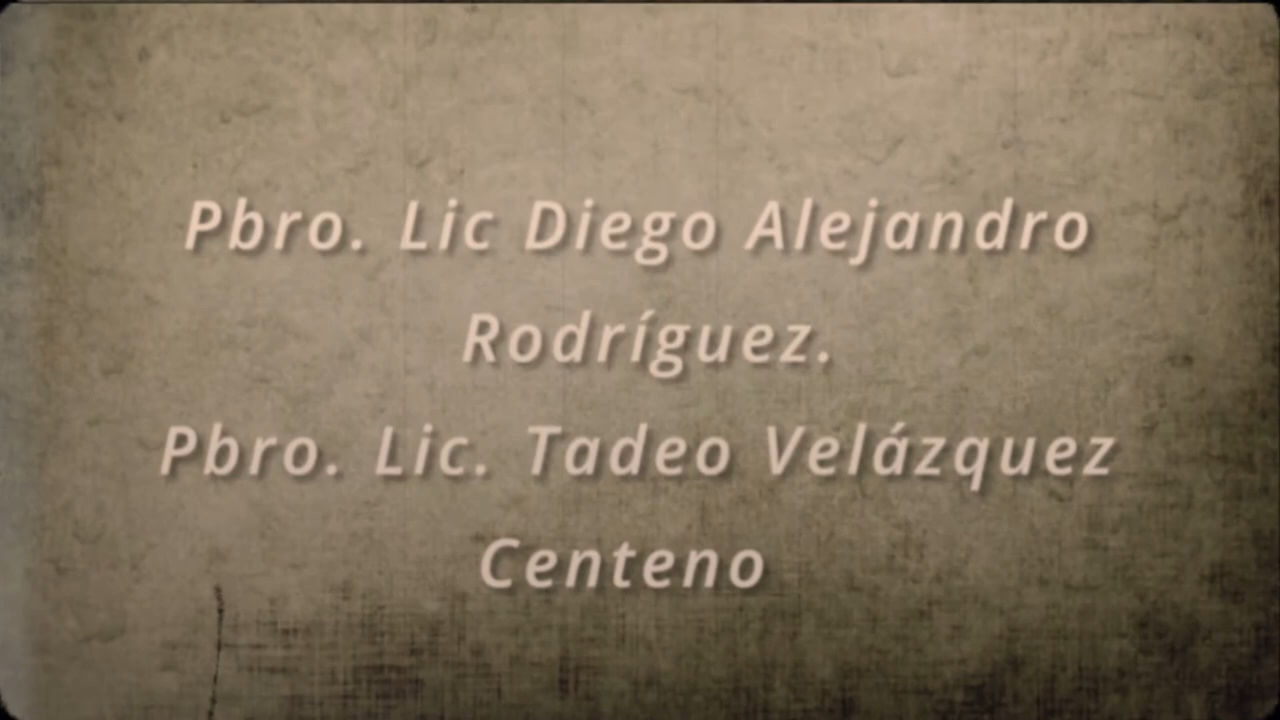 Pbro. Lic Diego Alejandro
Rodríguez.
Pbro. Lic. Tadeo Velázquez
Centeno